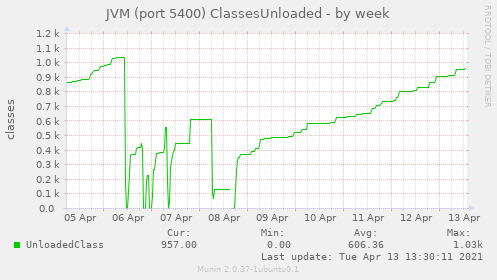 JVM (port 5400) ClassesUnloaded - by week
RRDTOOL / TOBI OETIKER
classes
1.2 k
1.1 k
1.0 k
0.9 k
0.8 k
0.7 k
0.6 k
0.5 k
0.4 k
0.3 k
0.2 k
0.1 k
0.0
05 Apr 06 Apr 07 Apr 08 Apr 09 Apr 10 Apr 11 Apr 12 Apr 13 Apr
Cur: Min: Avg: Max:
UnloadedClass 957.00 0.00 606.36 1.03k
Last update: Tue Apr 13 13:30:11 2021
Munin 2.0.37-1ubuntu0.1